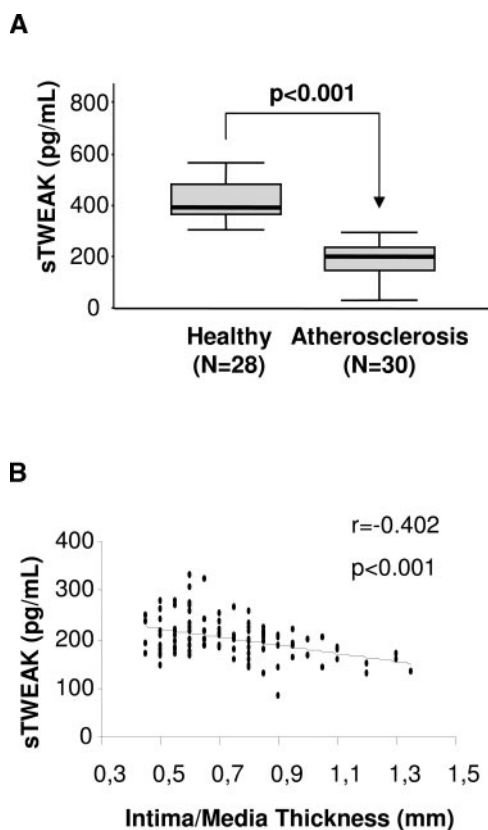 A
p<0.001
sTWEAK (pg/mL)
800
600
400
200
0
Healthy Atherosclerosis
(N=28) (N=30)
B
r=-0.402
p<0.001
sTWEAK (pg/mL)
400
300
200
100
0
0,3 0,5 0,7 0,9 1,1 1,3 1,5
Intima/Media Thickness (mm)